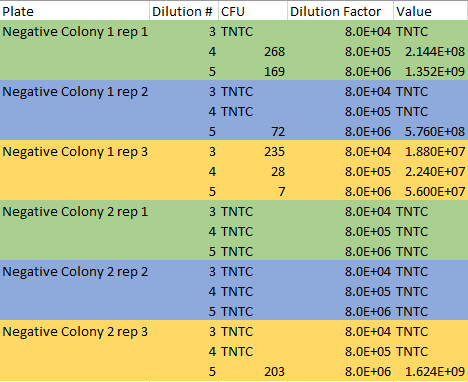 Plate Dilution # CFU Dilution Factor Value
Negative Colony 1 rep 1 3 TNTC 8.0E+04 TNTC
4 268 8.0E+05 2.144E+08
5 169 8.0E+06 1.352E+09
Negative Colony 1 rep 2 3 TNTC 8.0E+04 TNTC
4 TNTC 8.0E+05 TNTC
5 72 8.0E+06 5.760E+08
Negative Colony 1 rep 3 3 235 8.0E+04 1.880E+07
4 28 8.0E+05 2.240E+07
5 7 8.0E+06 5.600E+07
Negative Colony 2 rep 1 3 TNTC 8.0E+04 TNTC
4 TNTC 8.0E+05 TNTC
5 TNTC 8.0E+06 TNTC
Negative Colony 2 rep 2 3 TNTC 8.0E+04 TNTC
4 TNTC 8.0E+05 TNTC
5 TNTC 8.0E+06 TNTC
Negative Colony 2 rep 3 3 TNTC 8.0E+04 TNTC
4 TNTC 8.0E+05 TNTC
5 203 8.0E+06 1.624E+09